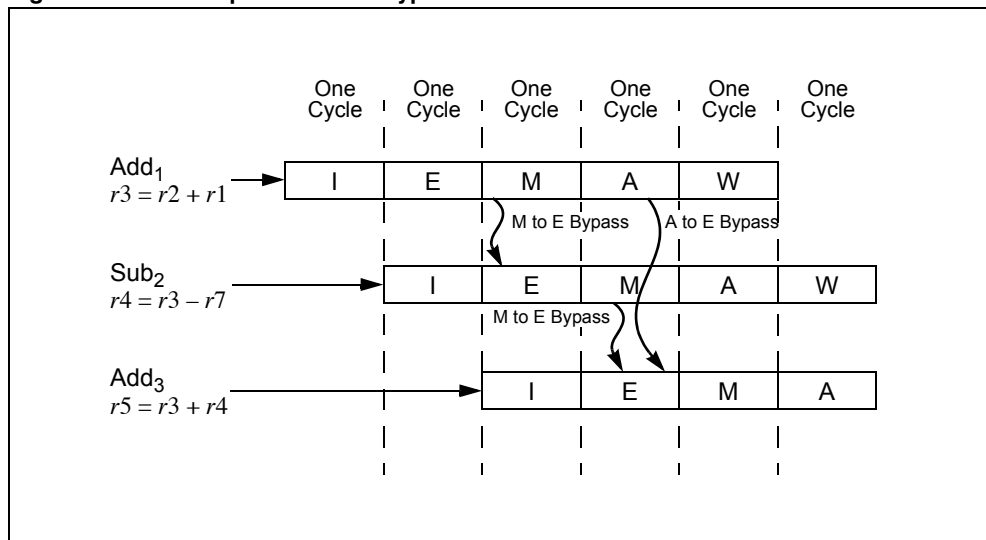 One One One One One One
Cycle Cycle Cycle Cycle Cycle Cycle
Add1
r3 = r2 + r1
I E M A W
M to E Bypass A to E Bypass
Sub2
r4 = r3 – r7
I E M A W
M to E Bypass
Add3
r5 = r3 + r4
I E M A